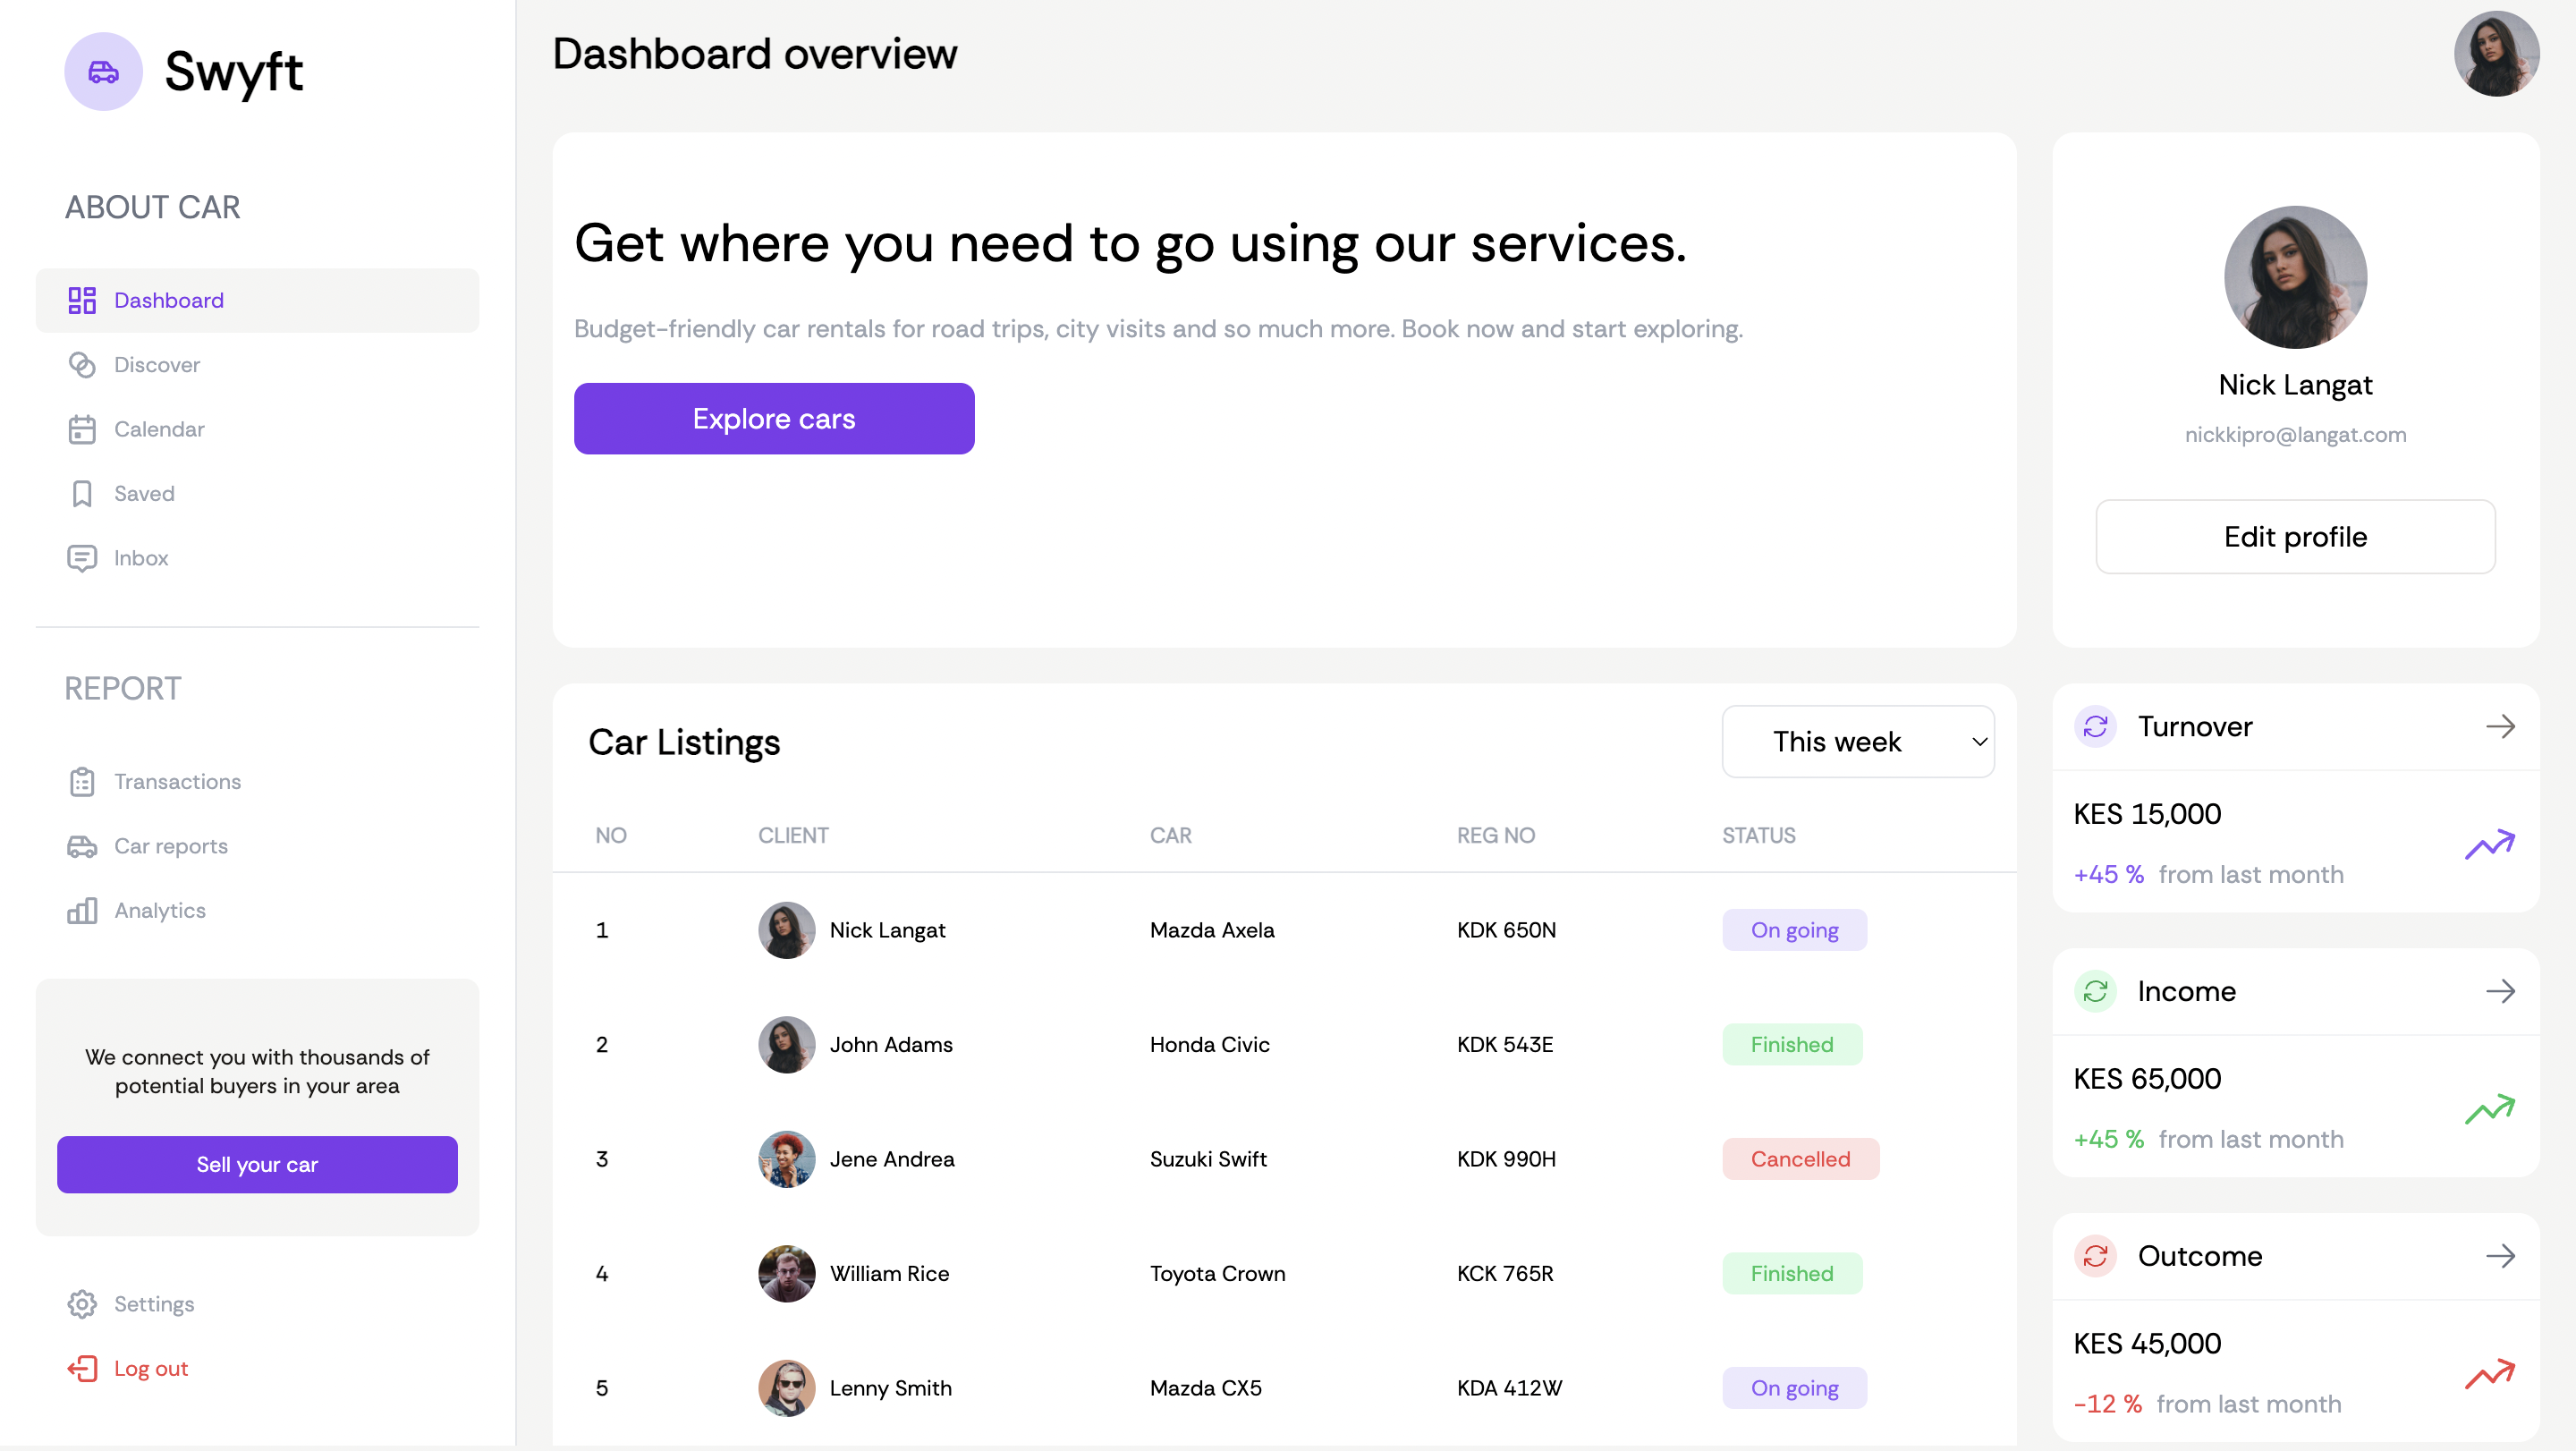 Swyft
ABOUT CAR
Dashboard
Discover
Calendar
Saved
Inbox
REPORT
Transactions
Car reports
Analytics
We connect you with thousands of
potential buyers in your area
Sell your car
Settings
Log out
Dashboard overview
Get where you need to go using our services.
Budget-friendly car rentals for road trips, city visits and so much more. Book now and start exploring.
Explore cars
Nick Langat
nickkipro@langat.com
Edit profile
Car Listings
This week
NO CLIENT CAR REG NO STATUS
1 Nick Langat Mazda Axela KDK 650N On going
2 John Adams Honda Civic KDK 543E Finished
3 Jene Andrea Suzuki Swift KDK 990H Cancelled
4 William Rice Toyota Crown KCK 765R Finished
5 Lenny Smith Mazda CX5 KDA 412W On going
Turnover
KES 15,000
+45 % from last month
Income
KES 65,000
+45 % from last month
Outcome
KES 45,000
-12 % from last month